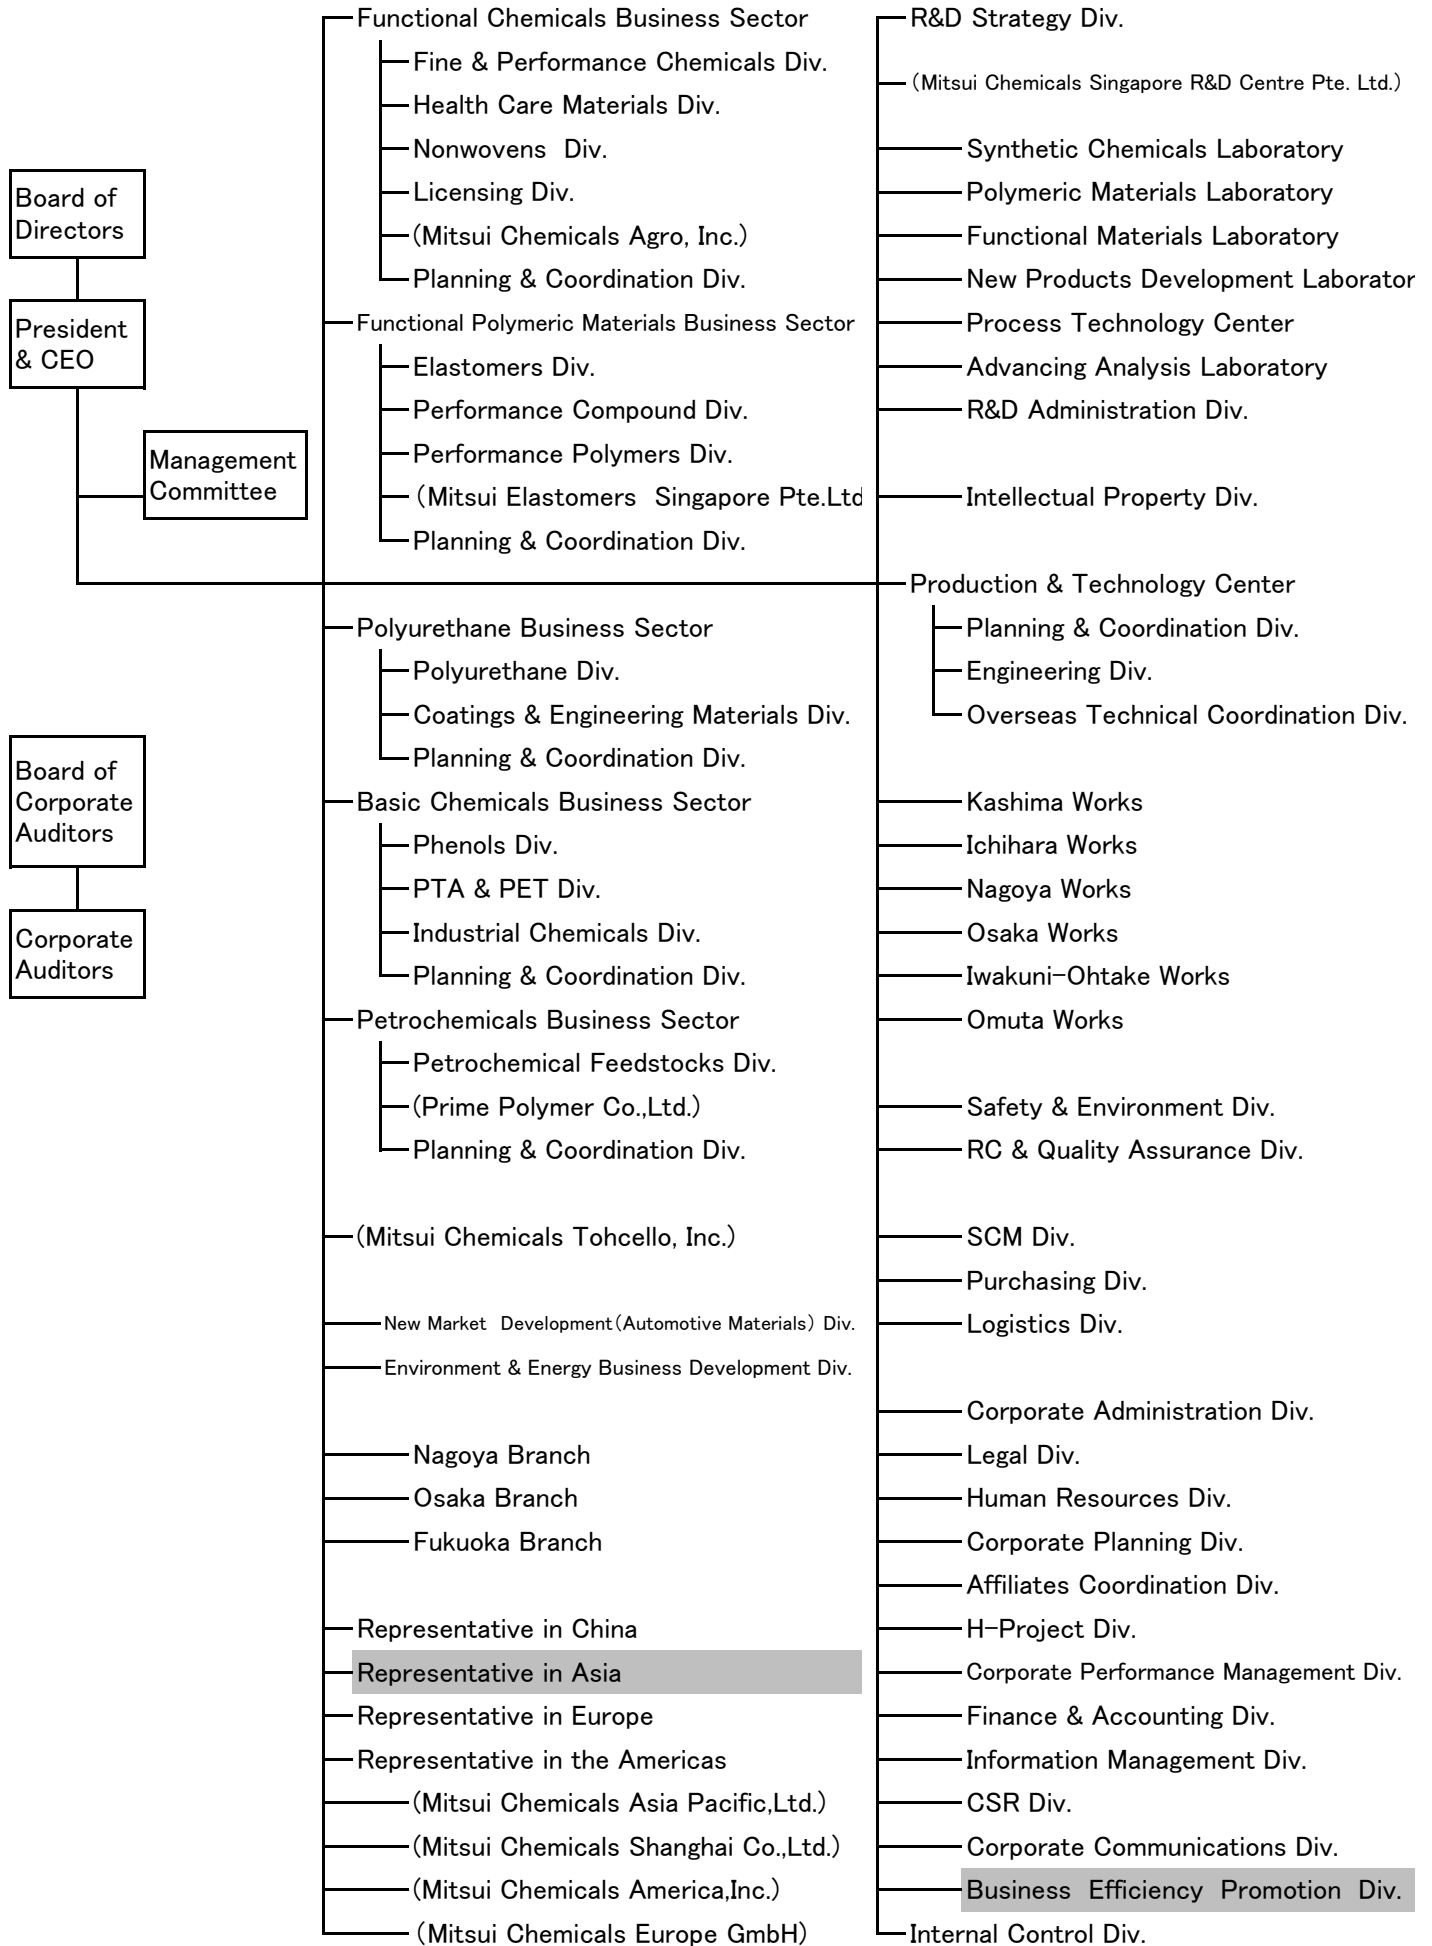 Board of
Directors
President
& CEO
Management
Committee
Board of
Corporate
Auditors
Corporate
Auditors
Functional Chemicals Business Sector
Fine & Performance Chemicals Div.
Health Care Materials Div.
Nonwovens Div.
Licensing Div.
(Mitsui Chemicals Agro, Inc.)
Planning & Coordination Div.
Functional Polymeric Materials Business Sector
Elastomers Div.
Performance Compound Div.
Performance Polymers Div.
(Mitsui Elastomers Singapore Pte.Ltd
Planning & Coordination Div.
Polyurethane Business Sector
Polyurethane Div.
Coatings & Engineering Materials Div.
Planning & Coordination Div.
Basic Chemicals Business Sector
Phenols Div.
PTA & PET Div.
Industrial Chemicals Div.
Planning & Coordination Div.
Petrochemicals Business Sector
Petrochemical Feedstocks Div.
(Prime Polymer Co.,Ltd.)
Planning & Coordination Div.
(Mitsui Chemicals Tohcello, Inc.)
New Market Development(Automotive Materials) Div.
Environment & Energy Business Development Div.
Nagoya Branch
Osaka Branch
Fukuoka Branch
Representative in China
Representative in Asia
Representative in Europe
Representative in the Americas
(Mitsui Chemicals Asia Pacific,Ltd.)
(Mitsui Chemicals Shanghai Co.,Ltd.)
(Mitsui Chemicals America,Inc.)
(Mitsui Chemicals Europe GmbH)
R&D Strategy Div.
(Mitsui Chemicals Singapore R&D Centre Pte. Ltd.)
Synthetic Chemicals Laboratory
Polymeric Materials Laboratory
Functional Materials Laboratory
New Products Development Laborator
Process Technology Center
Advancing Analysis Laboratory
R&D Administration Div.
Intellectual Property Div.
Production & Technology Center
Planning & Coordination Div.
Engineering Div.
Overseas Technical Coordination Div.
Kashima Works
Ichihara Works
Nagoya Works
Osaka Works
Iwakuni-Ohtake Works
Omuta Works
Safety & Environment Div.
RC & Quality Assurance Div.
SCM Div.
Purchasing Div.
Logistics Div.
Corporate Administration Div.
Legal Div.
Human Resources Div.
Corporate Planning Div.
Affiliates Coordination Div.
H-Project Div.
Corporate Performance Management Div.
Finance & Accounting Div.
Information Management Div.
CSR Div.
Corporate Communications Div.
Business Efficiency Promotion Div.
Internal Control Div.